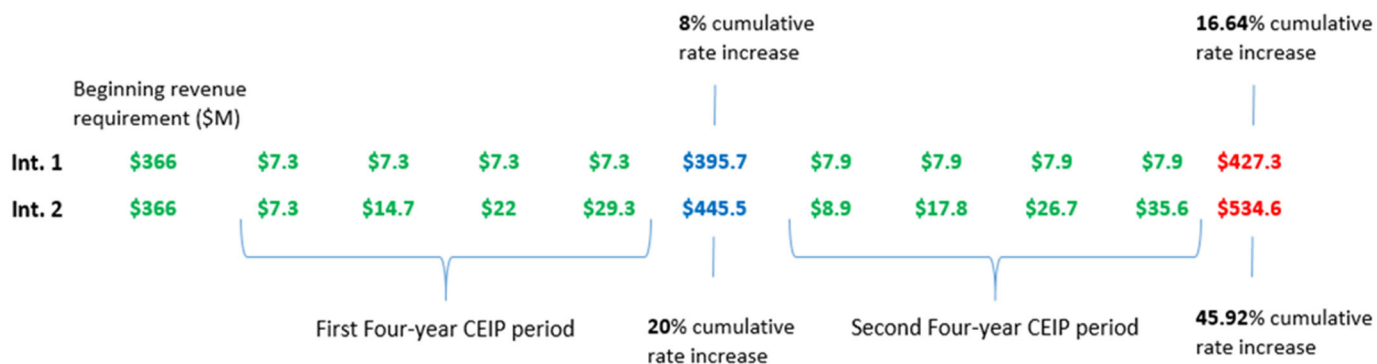 8% cumulative
rate increase
16.64% cumulative
rate increase
Beginning revenue
requirement ($M)
Int. 1 $366 $7.3 $7.3 $7.3 $7.3 $395.7 $7.9 $7.9 $7.9 $7.9 $427.3
Int. 2 $366 $7.3 $14.7 $22 $29.3 $445.5 $8.9 $17.8 $26.7 $35.6 $534.6
First Four-year CEIP period
20% cumulative
rate increase
Second Four-year CEIP period
45.92% cumulative
rate increase